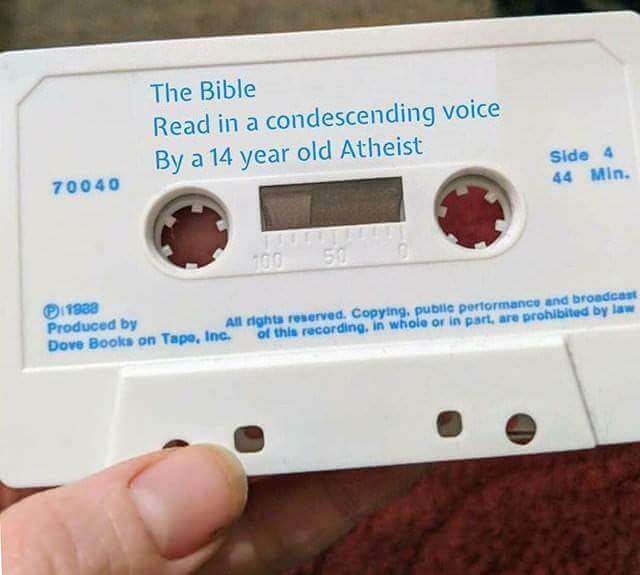 The Bible
Read in a condescending voice
By a 14 year old Atheist
70040
Side 4
44 Min.
100 50 0
Ⓟ1988
Produced by
Dove Books on Tape, Inc.
All rights reserved. Copying, public performance and broadcast
of this recording, in whole or in part, are prohibited by law